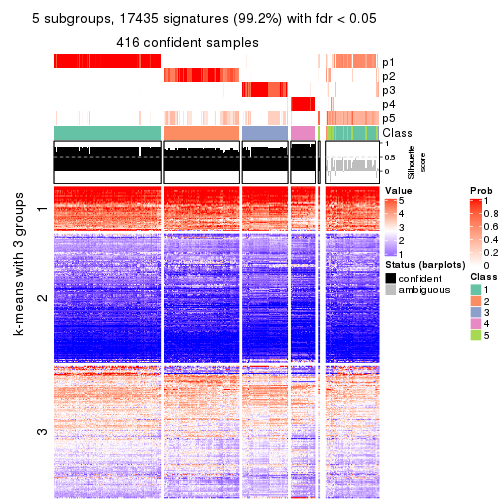 5 subgroups, 17435 signatures (99.2%) with fdr < 0.05
416 confident samples
p1
p2
p3
p4
p5
Class
1
0.5
0
Silhouette
score
k-means with 3 groups
1
2
3
Value
5
4
3
2
1
Status (barplots)
confident
ambiguous
Prob
1
0.8
0.6
0.4
0.2
0
Class
1
2
3
4
5